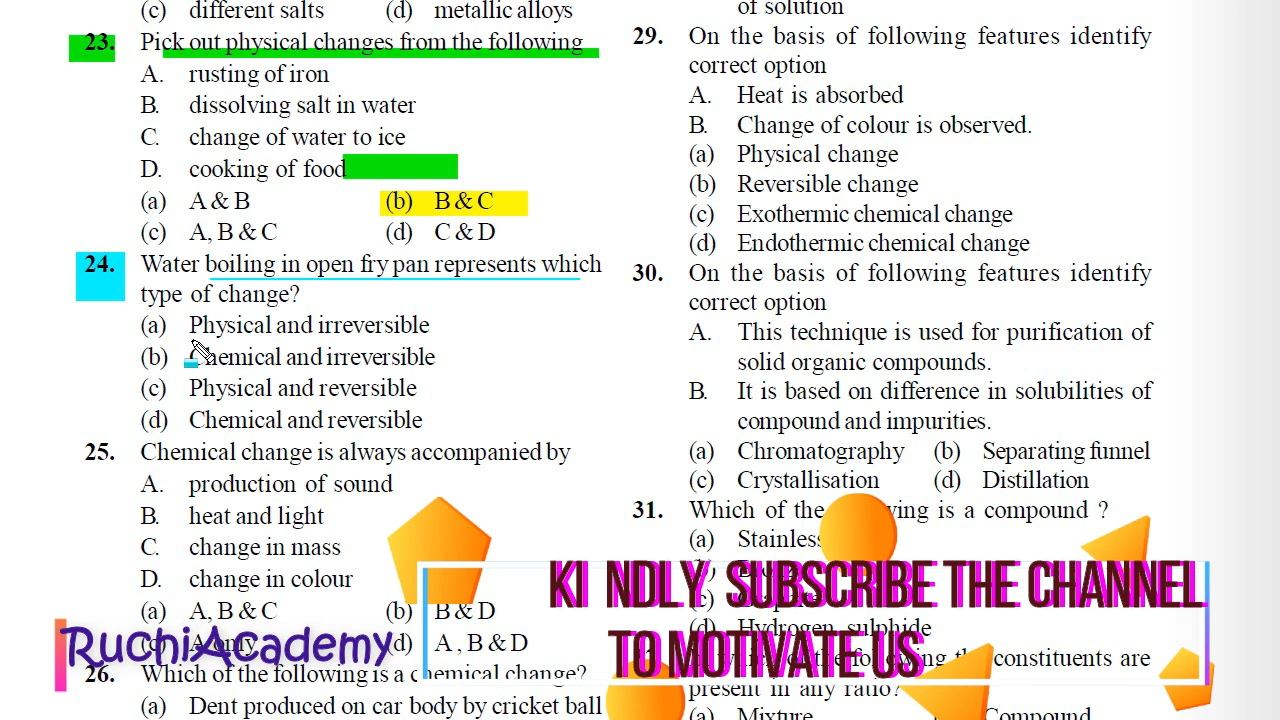 (c) different salts (d) metallic alloys
23. Pick out physical changes from the following
A. rusting of iron
B. dissolving salt in water
C. change of water to ice
D. cooking of food
(a) A & B (b) B & C
(c) A, B & C (d) C & D
24. Water boiling in open fry pan represents which
type of change?
(a) Physical and irreversible
(b) Chemical and irreversible
(c) Physical and reversible
(d) Chemical and reversible
25. Chemical change is always accompanied by
A. production of sound
B. heat and light
C. change in mass
D. change in colour
(a) A, B & C (b) B & D
(c) A only (d) A , B & D
26. Which of the following is a chemical change?
(a) Dent produced on car body by cricket ball
of solution
29. On the basis of following features identify
correct option
A. Heat is absorbed
B. Change of colour is observed.
(a) Physical change
(b) Reversible change
(c) Exothermic chemical change
(d) Endothermic chemical change
30. On the basis of following features identify
correct option
A. This technique is used for purification of
solid organic compounds.
B. It is based on difference in solubilities of
compound and impurities.
(a) Chromatography (b) Separating funnel
(c) Crystallisation (d) Distillation
31. Which of the following is a compound ?
(a) Stainless
(d) Hydrogen sulphide
the following the constituents are
present in any ratio?
(a) Mixture Compound
KINDLY SUBSCRIBE THE CHANNEL
TO MOTIVATE US
RuchiAcademy